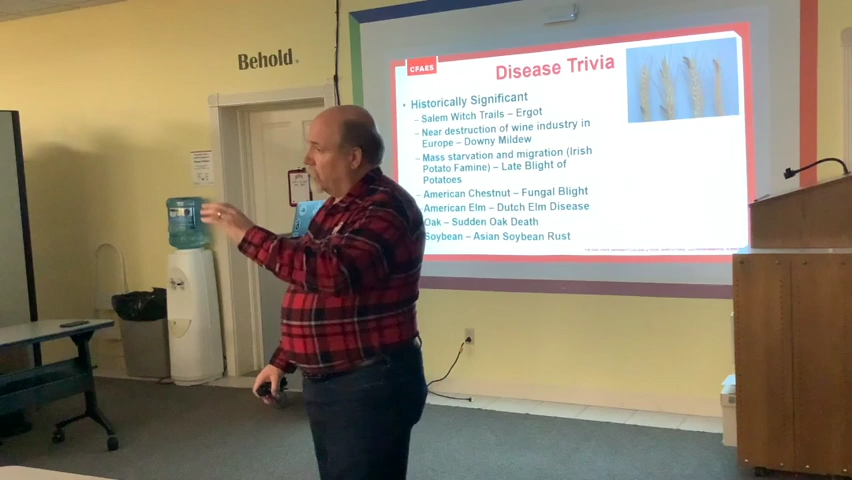 Behold.
CFAES
Disease Trivia
• Historically Significant
– Salem Witch Trails – Ergot
– Near destruction of wine industry in
Europe – Downy Mildew
– Mass starvation and migration (Irish
Potato Famine) – Late Blight of
Potatoes
– American Chestnut – Fungal Blight
– American Elm – Dutch Elm Disease
Oak – Sudden Oak Death
Soybean – Asian Soybean Rust